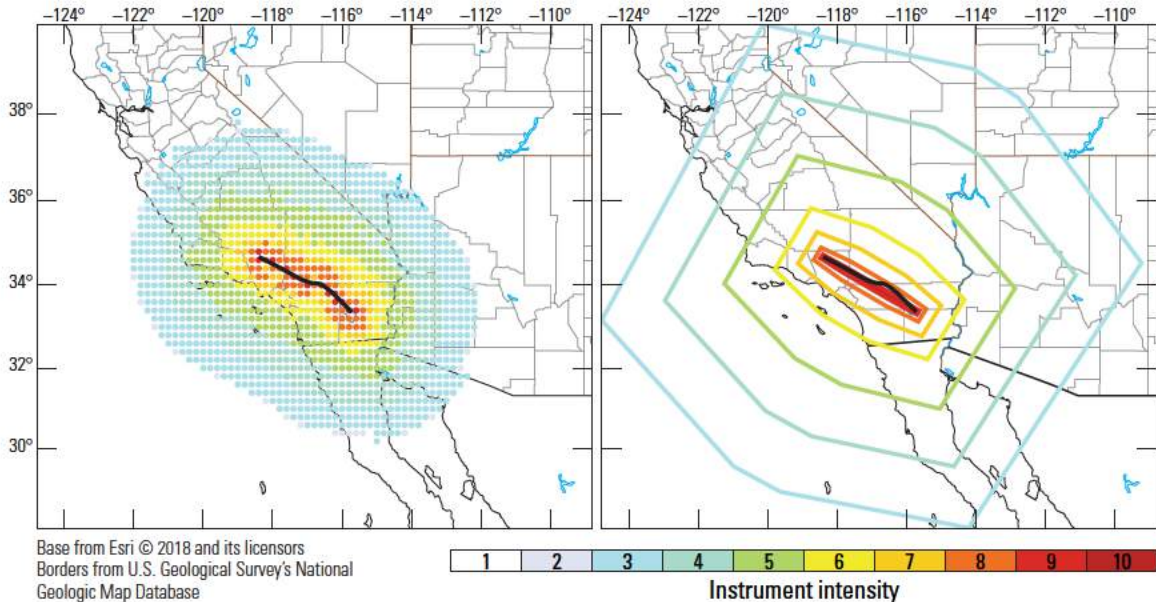 −124° −122° −120° −118° −116° −114° −112° −110°
−124° −122° −120° −118° −116° −114° −112° −110°
38°
36°
34°
32°
30°
Base from Esri © 2018 and its licensors
Borders from U.S. Geological Survey’s National
Geologic Map Database
1 2 3 4 5 6 7 8 9 10
Instrument intensity